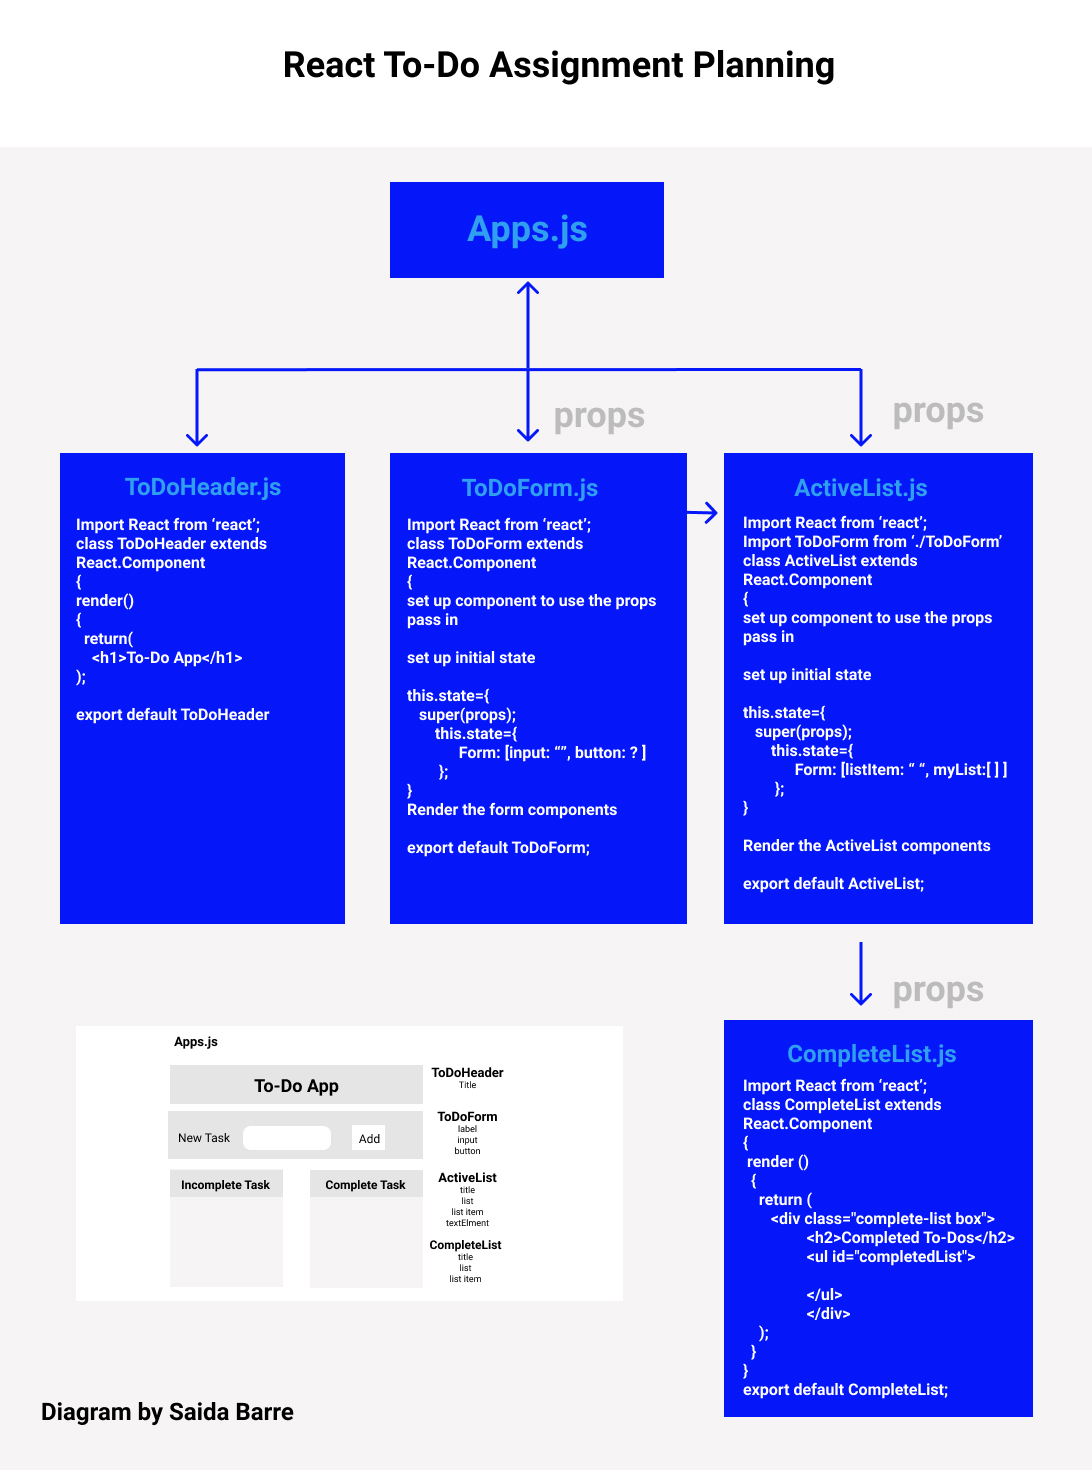 React To-Do Assignment Planning
Apps.js
props
props
ToDoHeader.js
Import React from ‘react’;
class ToDoHeader extends
React.Component
{
render()
{
return(
<h1>To-Do App</h1>
);
export default ToDoHeader
ToDoForm.js
Import React from ‘react’;
class ToDoForm extends
React.Component
{
set up component to use the props
pass in
set up initial state
this.state={
super(props);
this.state={
Form: [input: “”, button: ? ]
};
}
Render the form components
export default ToDoForm;
ActiveList.js
Import React from ‘react’;
Import ToDoForm from ‘./ToDoForm’
class ActiveList extends
React.Component
{
set up component to use the props
pass in
set up initial state
this.state={
super(props);
this.state={
Form: [listItem: “ “, myList:[ ] ]
};
}
Render the ActiveList components
export default ActiveList;
props
CompleteList.js
Import React from ‘react’;
class CompleteList extends
React.Component
{
render ()
{
return (
<div class="complete-list box">
<h2>Completed To-Dos</h2>
<ul id="completedList">
</ul>
</div>
);
}
}
export default CompleteList;
Apps.js
To-Do App
ToDoHeader
Title
New Task
Add
ToDoForm
label
input
button
Incomplete Task
Complete Task
ActiveList
title
list
list item
textElment
CompleteList
title
list
list item
Diagram by Saida Barre